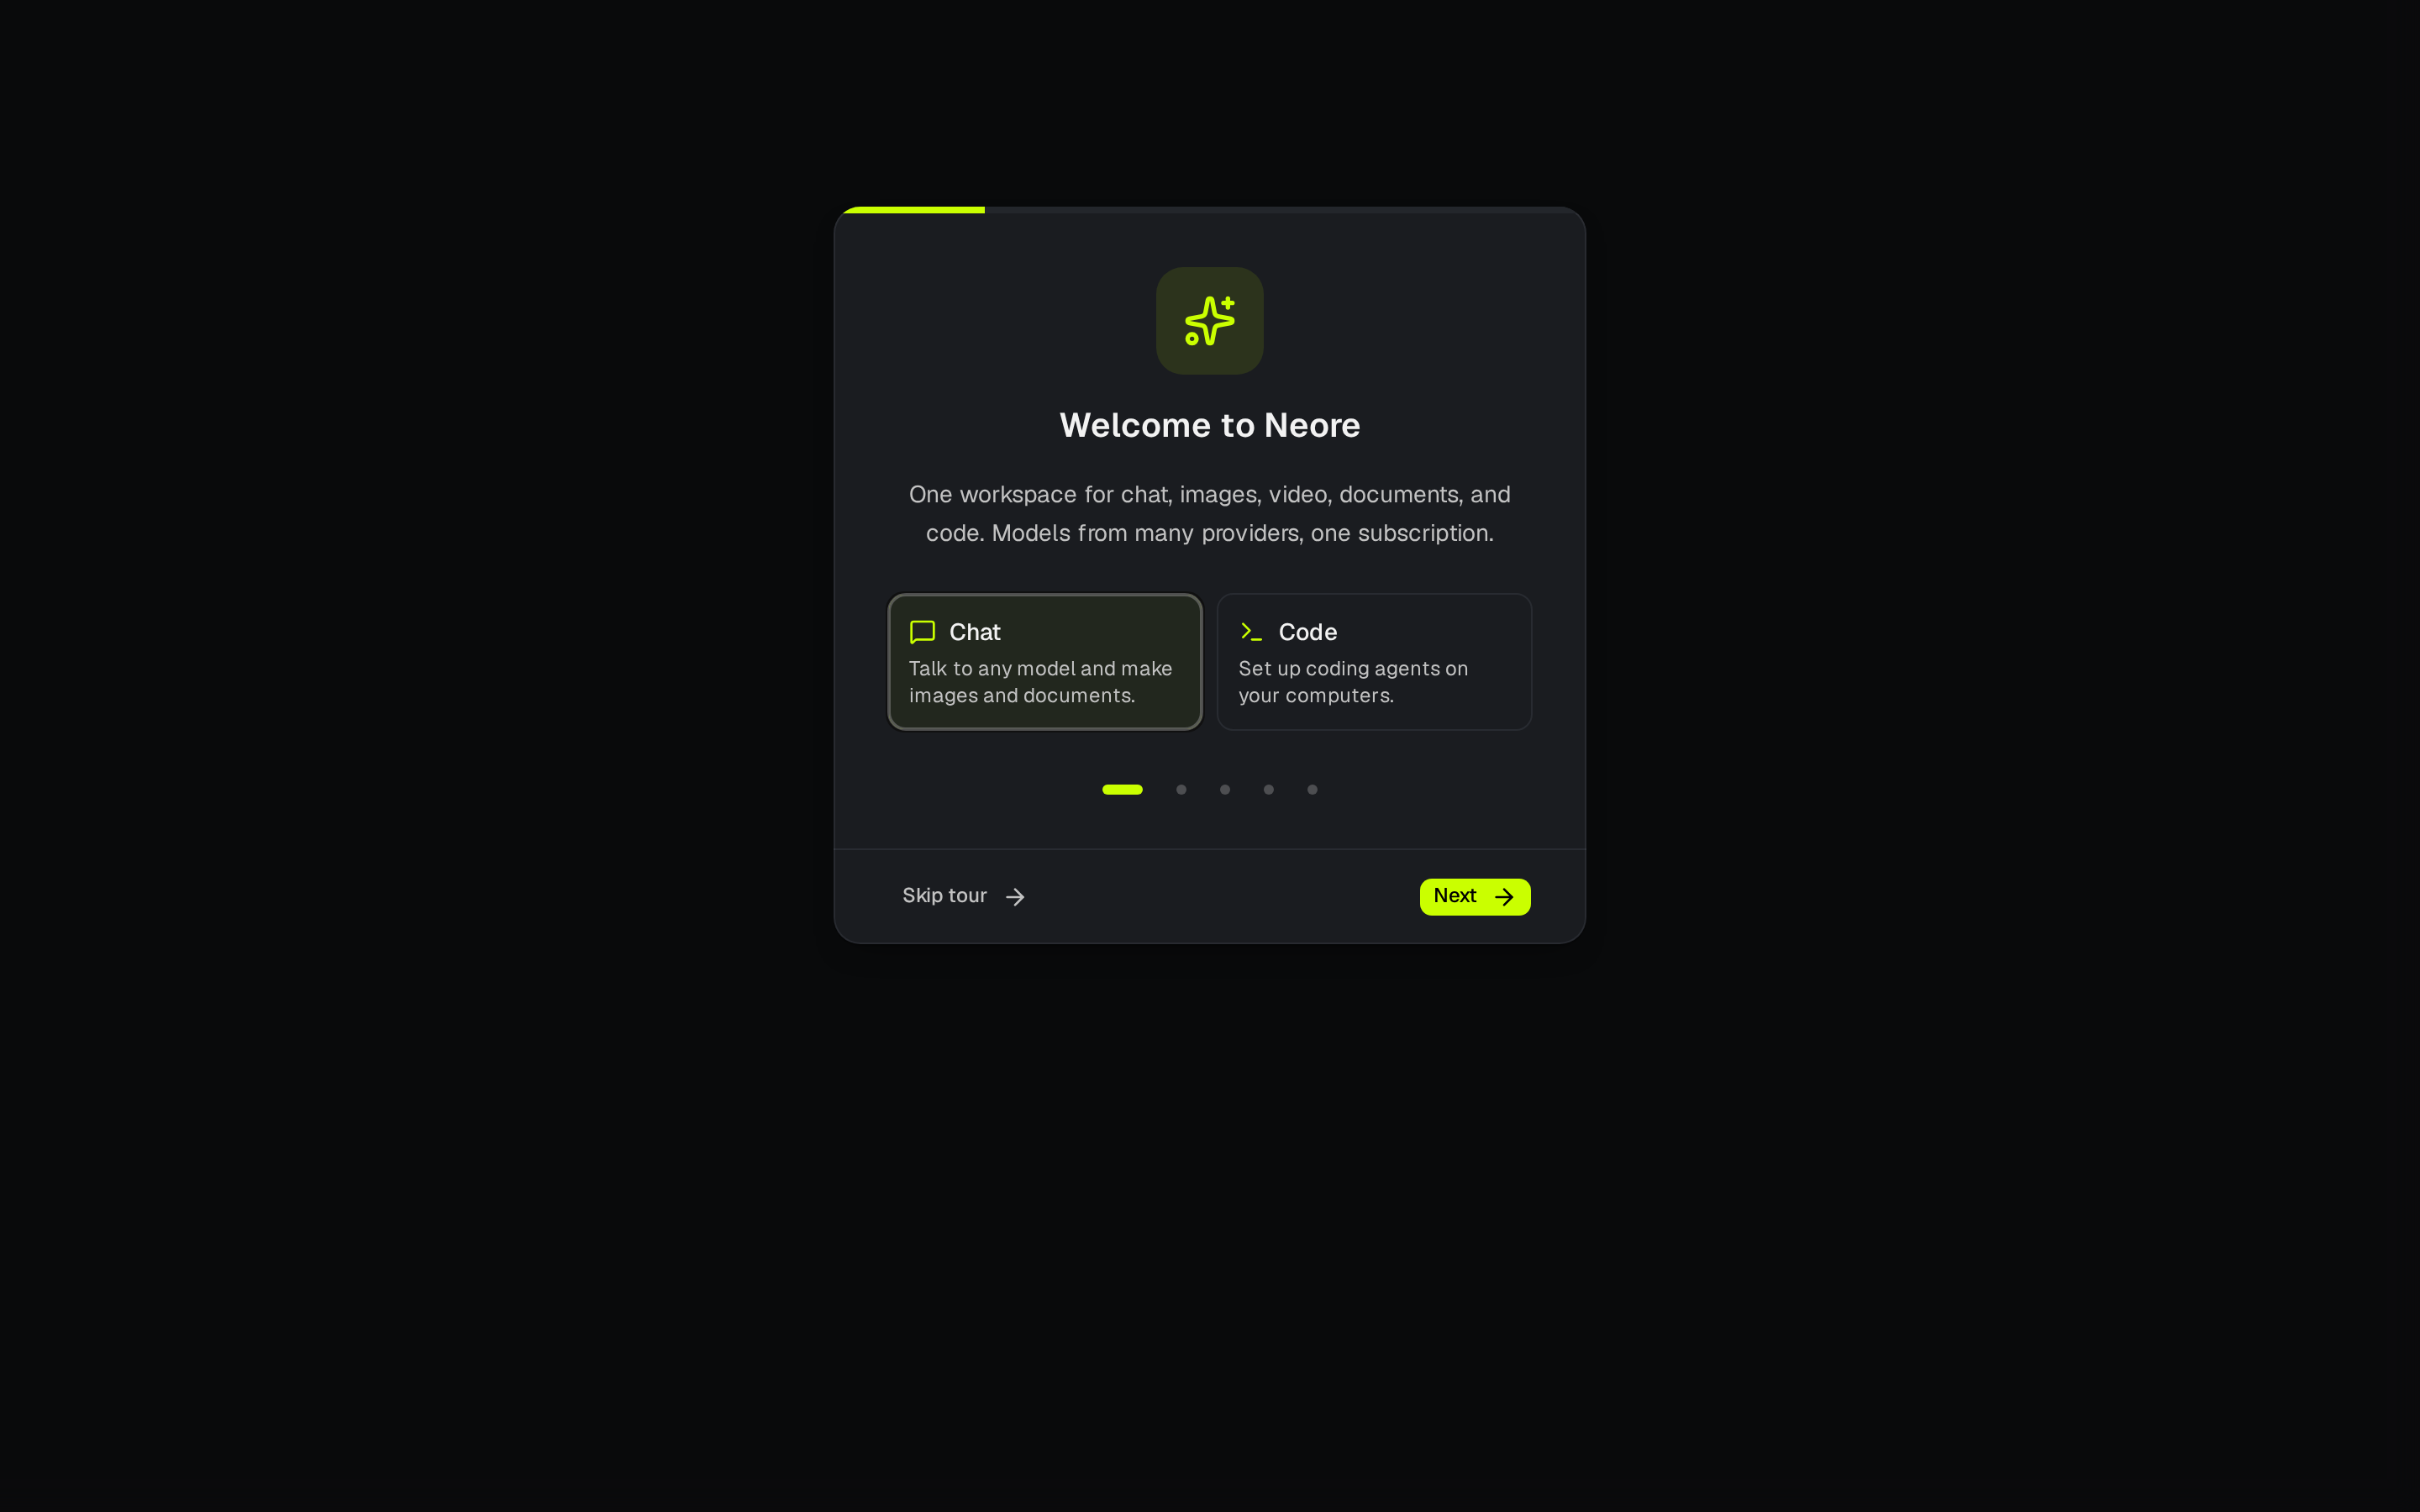 Welcome to Neore
One workspace for chat, images, video, documents, and
code. Models from many providers, one subscription.
Chat
Talk to any model and make
images and documents.
Code
Set up coding agents on
your computers.
Skip tour
Next